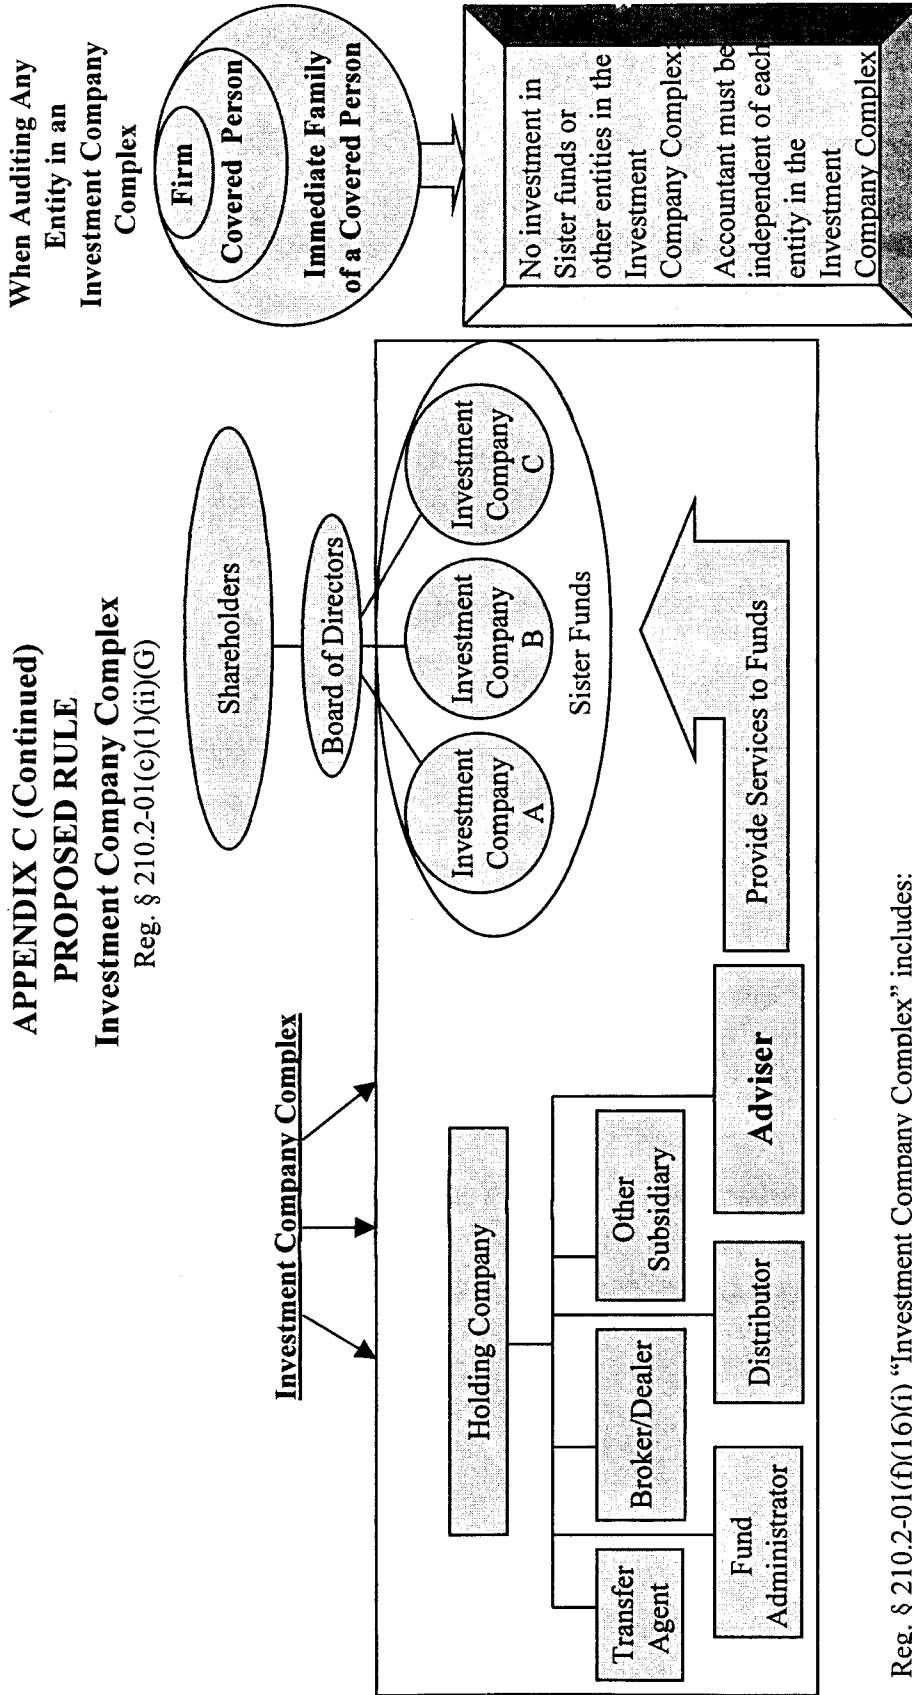 APPENDIX C (Continued)
PROPOSED RULE
Investment Company Complex
Reg. § 210.2-01(c)(1)(ii)(G)
When Auditing Any
Entity in an
Investment Company
Complex
Firm
Covered Person
Immediate Family
of a Covered Person
No investment in
Sister funds or
other entities in the
Investment
Company Complex;
Accountant must be
independent of each
entity in the
Investment
Company Complex
Investment Company Complex
Shareholders
Board of Directors
Investment
Company
A
Investment
Company
B
Investment
Company
C
Sister Funds
Holding Company
Transfer
Agent
Broker/Dealer
Other
Subsidiary
Fund
Administrator
Distributor
Adviser
Provide Services to Funds
Reg. § 210.2-01(f)(16)(i) “Investment Company Complex” includes: